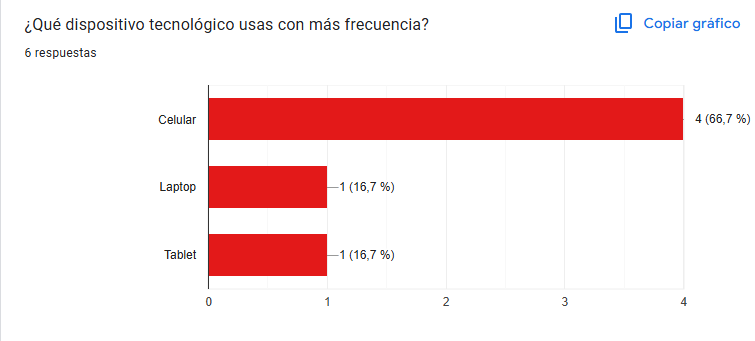 ¿Qué dispositivo tecnológico usas con más frecuencia?
Copiar gráfico
6 respuestas
Celular
4 (66,7 %)
Laptop
1 (16,7 %)
Tablet
1 (16,7 %)
0 1 2 3 4